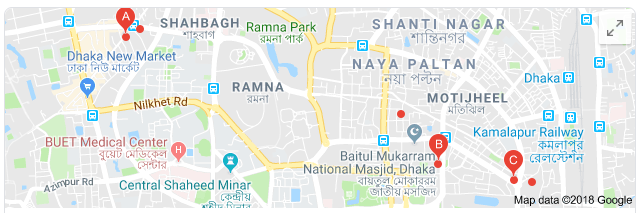 A
SHAHBAGH
শাহবাগ
Ramna Park
রমনা পার্ক
SHANTI NAGAR
শান্তিনগর
Dhaka New Market
ঢাকা নিউ মার্কেট
NAYA PALTAN
নয়া পল্টন
Dhaka
RAMNA
রমনা
MOTIJHEEL
মতিঝিল
Nilkhet Rd
BUET Medical Center
বুয়েট মেডিকেল
সেন্টার
Kamalapur Railway
কমলাপুর
রেলস্টেশন
B
Baitul Mukarram
National Masjid, Dhaka
বায়তুল মোকাররম
জাতীয় মসজিদ
C
Azimpur Rd
Central Shaheed Minar
কেন্দ্রীয়
শহীদ মিনার
Map data ©2018 Google